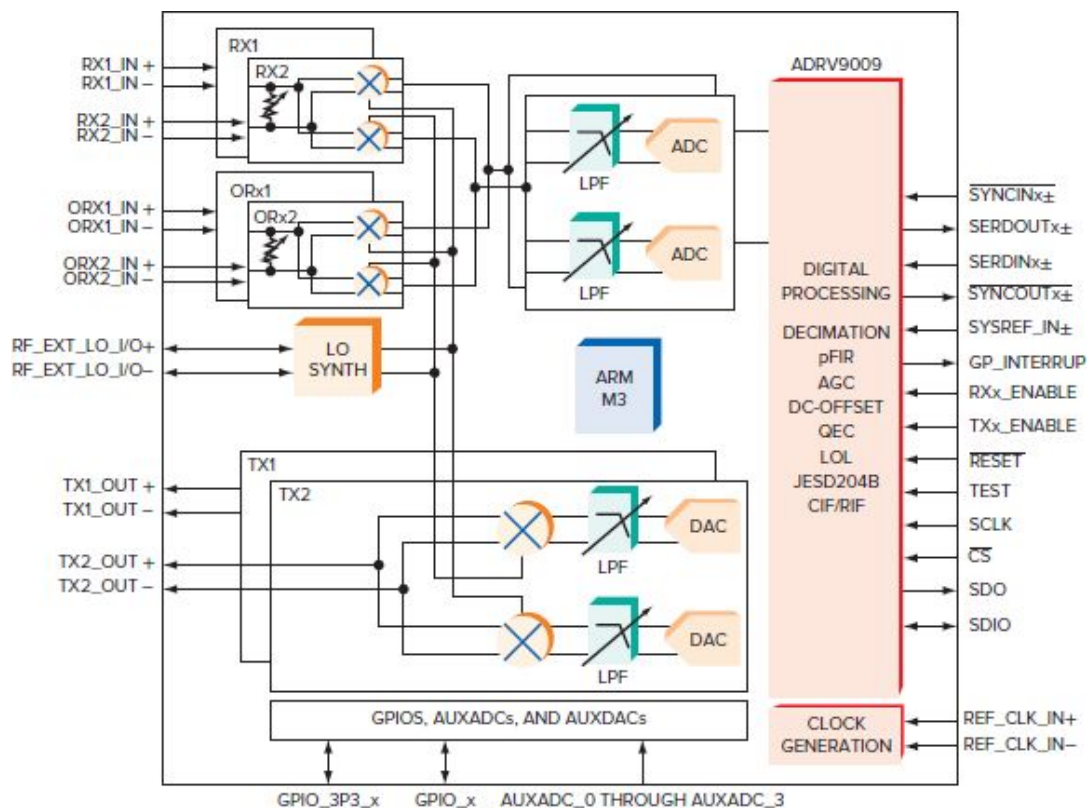 RX1
RX2
RX1_IN +
RX1_IN –
RX2_IN+
RX2_IN–
ORx1
ORx2
ORX1_IN +
ORX1_IN –
ORX2_IN +
ORX2_IN –
RF_EXT_LO_I/O+
RF_EXT_LO_I/O–
LO
SYNTH
LPF
ADC
LPF
ADC
ARM
M3
ADRV9009
DIGITAL
PROCESSING
DECIMATION
pFIR
AGC
DC-OFFSET
QEC
LOL
JESD204B
CIF/RIF
SYNCINx±
SERDOUTx±
SERDINx±
SYNCOUTx±
SYSREF_IN±
GP_INTERRUP
RXx_ENABLE
TXx_ENABLE
RESET
TEST
SCLK
CS
SDO
SDIO
TX1
TX2
TX1_OUT +
TX1_OUT –
TX2_OUT +
TX2_OUT –
LPF
DAC
LPF
DAC
GPIOS, AUXADCs, AND AUXDACs
CLOCK
GENERATION
REF_CLK_IN+
REF_CLK_IN–
GPIO_3P3_x
GPIO_x
AUXADC_0 THROUGH AUXADC_3